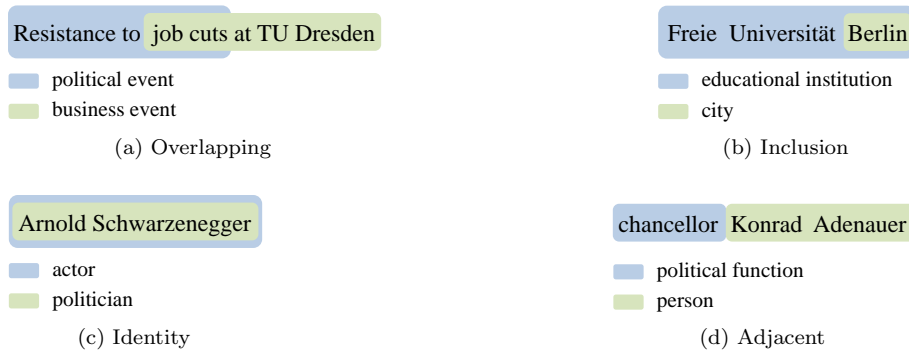 Resistance to job cuts at TU Dresden
political event
business event
(a) Overlapping
Freie Universität Berlin
educational institution
city
(b) Inclusion
Arnold Schwarzenegger
actor
politician
(c) Identity
chancellor Konrad Adenauer
political function
person
(d) Adjacent